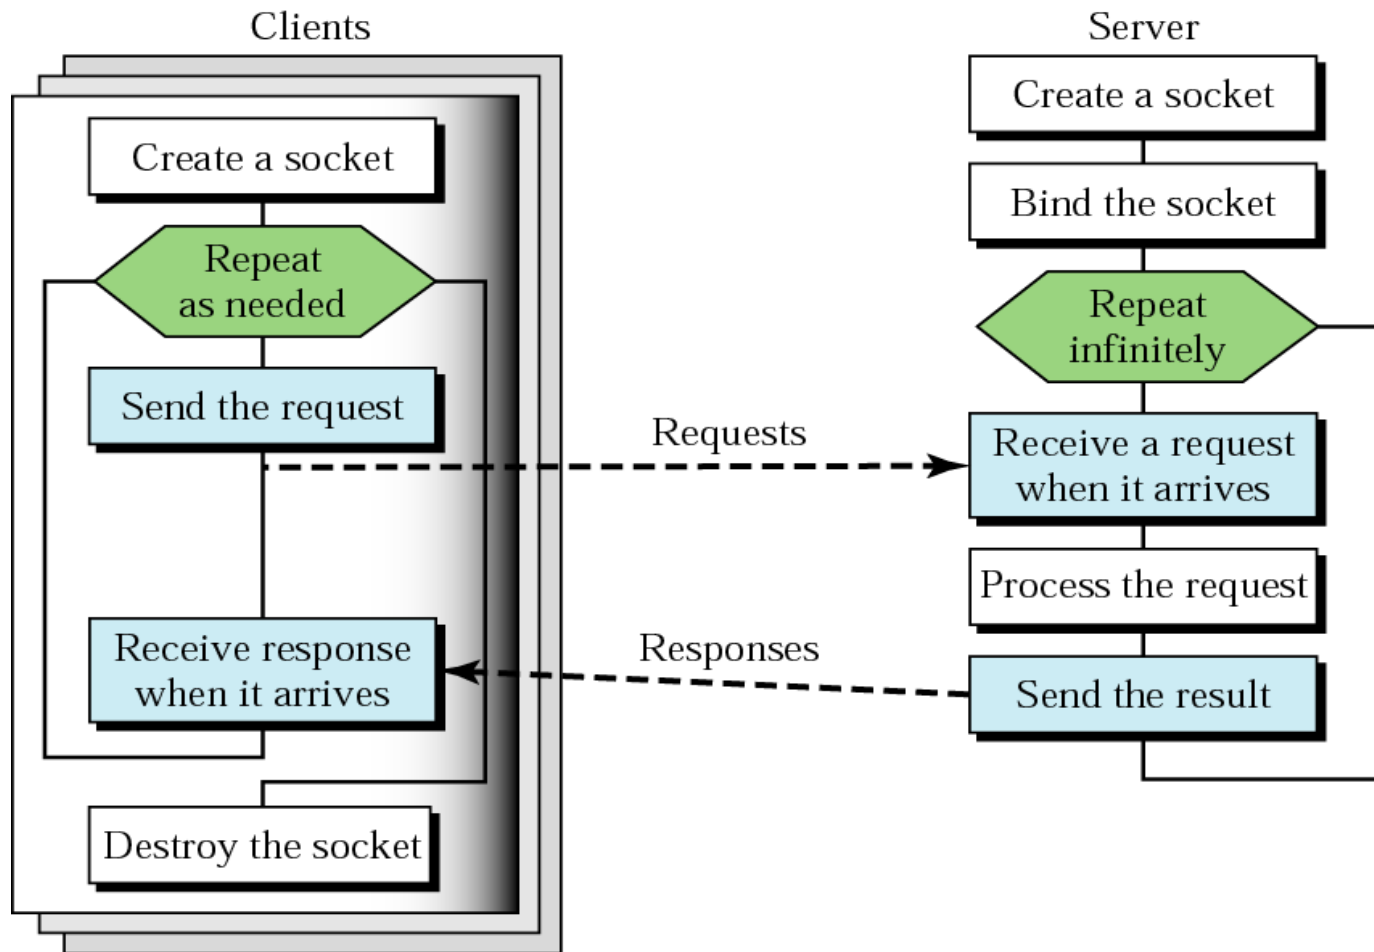 Clients
Create a socket
Repeat
as needed
Send the request
Receive response
when it arrives
Destroy the socket
Requests
Responses
Server
Create a socket
Bind the socket
Repeat
infinitely
Receive a request
when it arrives
Process the request
Send the result